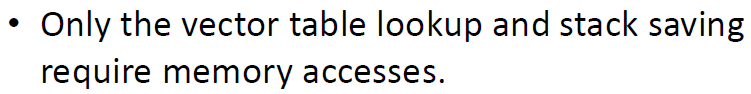 • Only the vector table lookup and stack saving
require memory accesses.